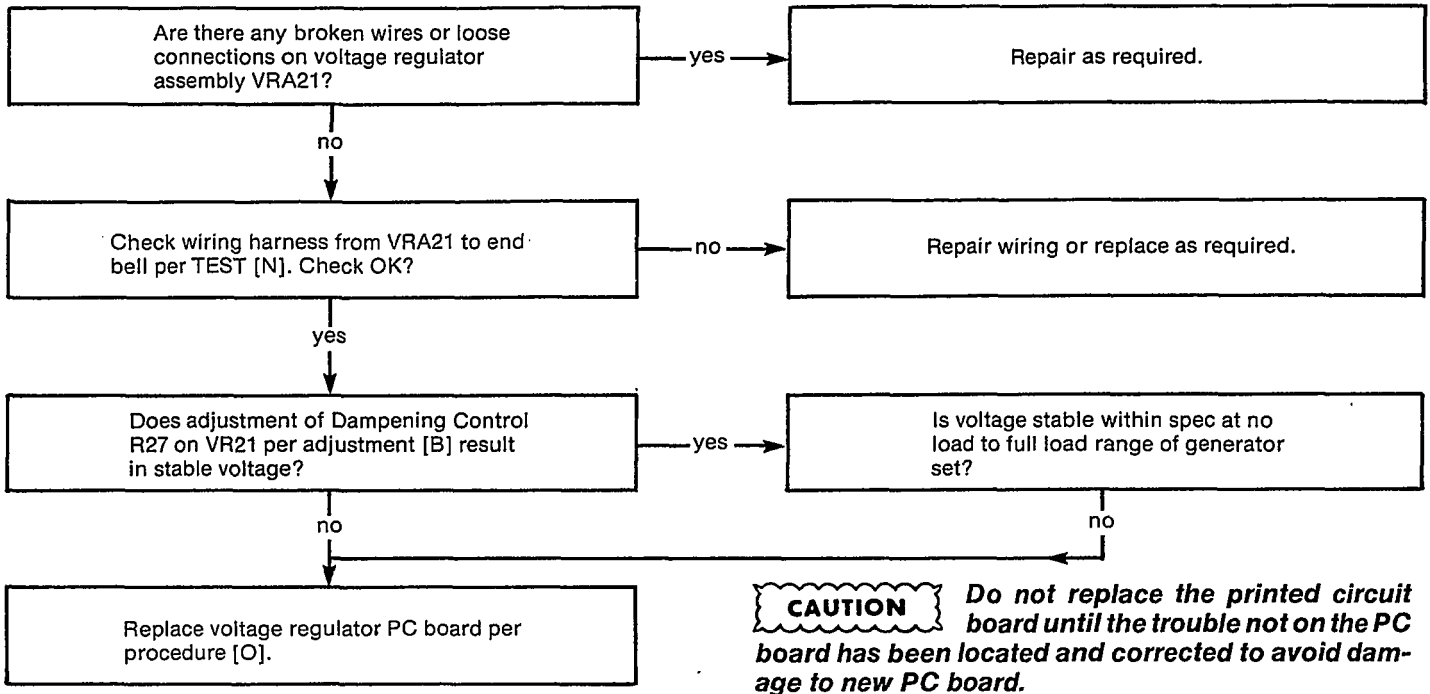 Are there any broken wires or loose
connections on voltage regulator
assembly VRA21?
yes
Repair as required.
no
Check wiring harness from VRA21 to end
bell per TEST [N]. Check OK?
no
Repair wiring or replace as required.
yes
Does adjustment of Dampening Control
R27 on VR21 per adjustment [B] result
in stable voltage?
yes
Is voltage stable within spec at no
load to full load range of generator
set?
no
no
Replace voltage regulator PC board per
procedure [O].
CAUTION Do not replace the printed circuit
board until the trouble not on the PC
board has been located and corrected to avoid dam-
age to new PC board.